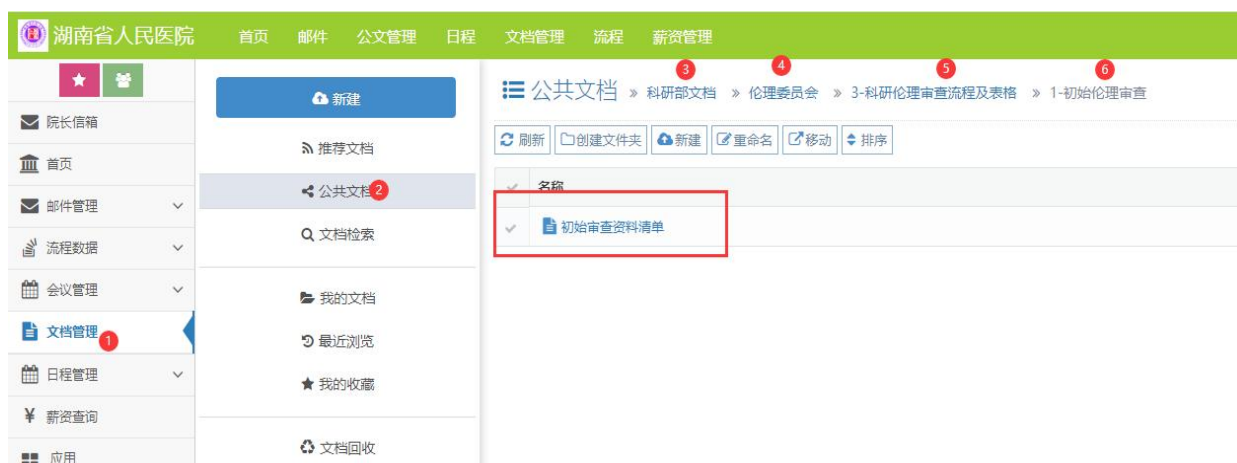 湖南省人民医院 首页 邮件 公文管理 日程 文档管理 流程 薪资管理
院长信箱
首页
邮件管理
流程数据
会议管理
文档管理 1
日程管理
¥ 薪资查询
应用
新建
推荐文档
公共文档 2
文档检索
我的文档
最近浏览
我的收藏
文档回收
3 4 5 6
公共文档 » 科研部文档 » 伦理委员会 » 3-科研伦理审查流程及表格 » 1-初始伦理审查
刷新 创建文件夹 新建 重命名 移动 排序
名称
初始审查资料清单